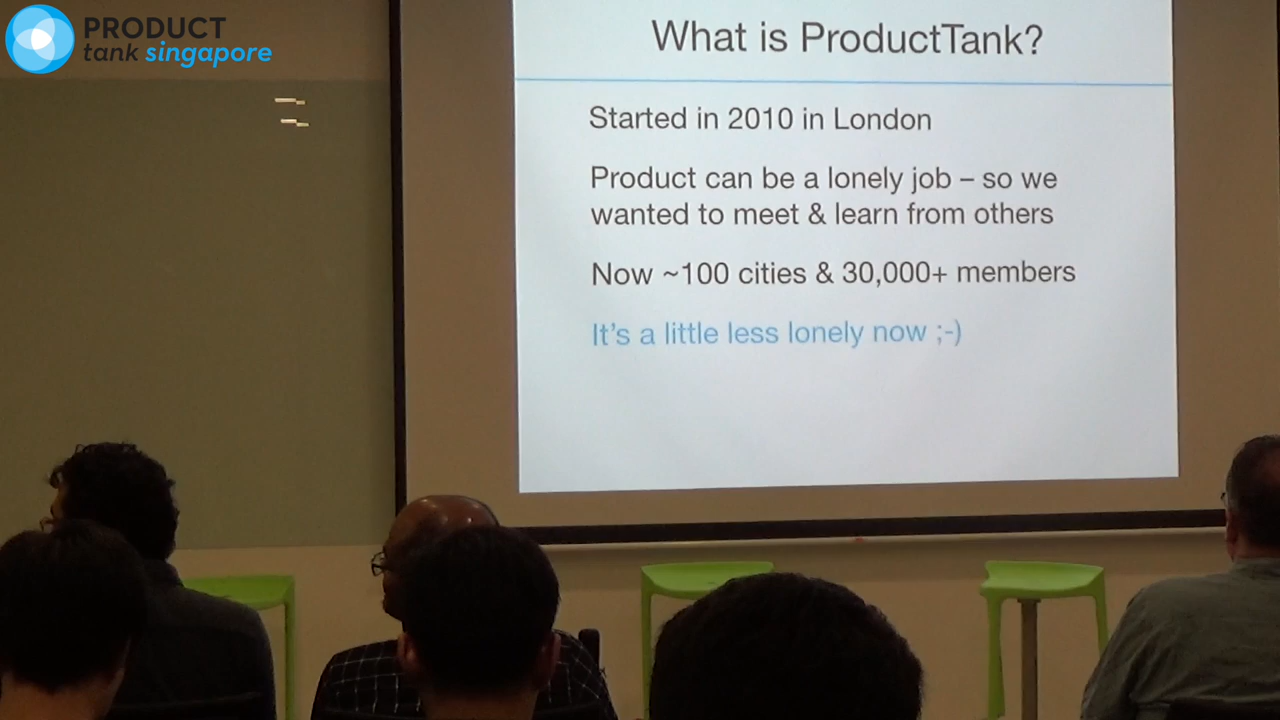 PRODUCT
tank singapore
What is ProductTank?
Started in 2010 in London
Product can be a lonely job – so we
wanted to meet & learn from others
Now ~100 cities & 30,000+ members
It's a little less lonely now ;-)